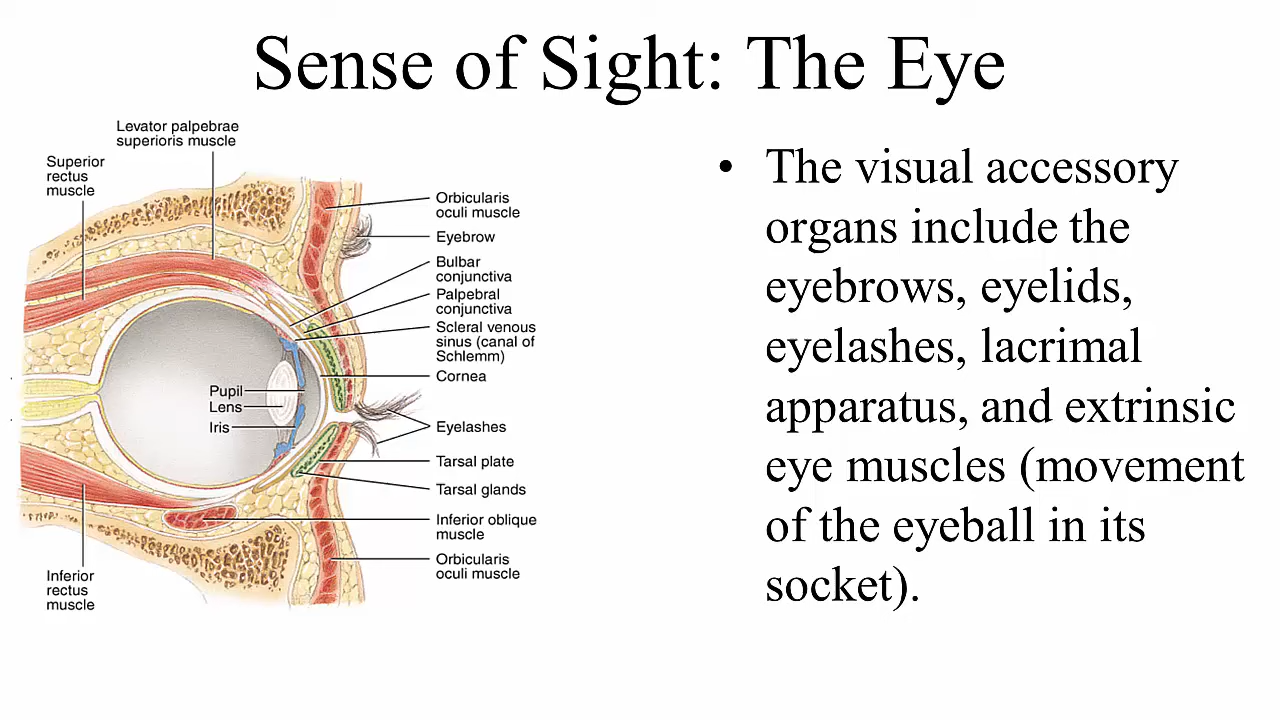 Sense of Sight: The Eye
Levator palpebrae
superioris muscle
Superior
rectus
muscle
Orbicularis
oculi muscle
Eyebrow
Bulbar
conjunctiva
Palpebral
conjunctiva
Scleral venous
sinus (canal of
Schlemm)
Cornea
Pupil
Lens
Iris
Eyelashes
Tarsal plate
Tarsal glands
Inferior oblique
muscle
Orbicularis
oculi muscle
Inferior
rectus
muscle
• The visual accessory
organs include the
eyebrows, eyelids,
eyelashes, lacrimal
apparatus, and extrinsic
eye muscles (movement
of the eyeball in its
socket).